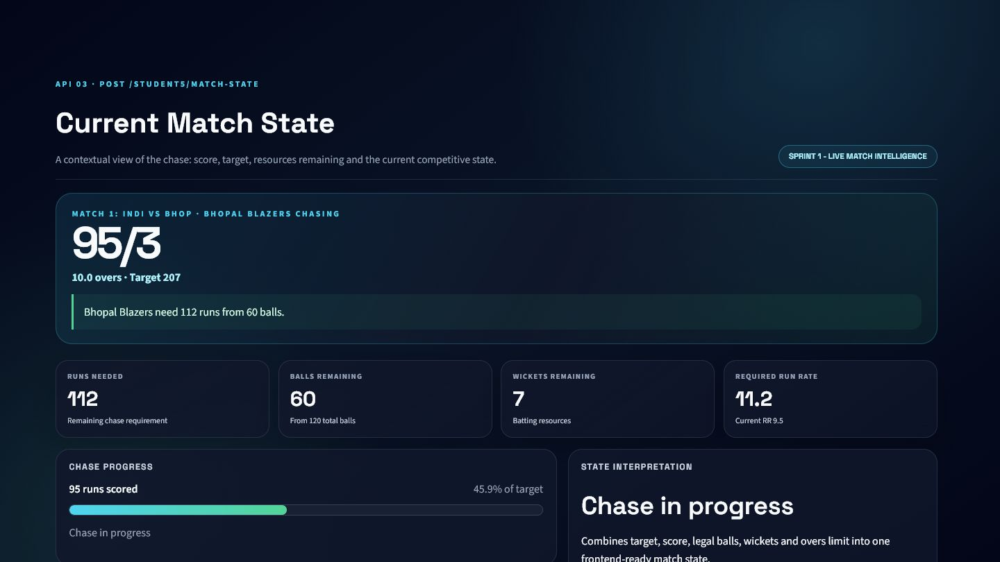 API 03 · POST /STUDENT5/MATCH-STATE
Current Match State
A contextual view of the chase: score, target, resources remaining and the current competitive state.
SPRINT 1 - LIVE MATCH INTELLIGENCE
MATCH 1: INDI VS BHOP · BHOPAL BLAZERS CHASING
95/3
10.0 overs · Target 207
Bhopal Blazers need 112 runs from 60 balls.
RUNS NEEDED
112
Remaining chase requirement
BALLS REMAINING
60
From 120 total balls
WICKETS REMAINING
7
Batting resources
REQUIRED RUN RATE
11.2
Current RR 9.5
CHASE PROGRESS
95 runs scored
45.9% of target
Chase in progress
STATE INTERPRETATION
Chase in progress
Combines target, score, legal balls, wickets and overs limit into one
frontend-ready match state.